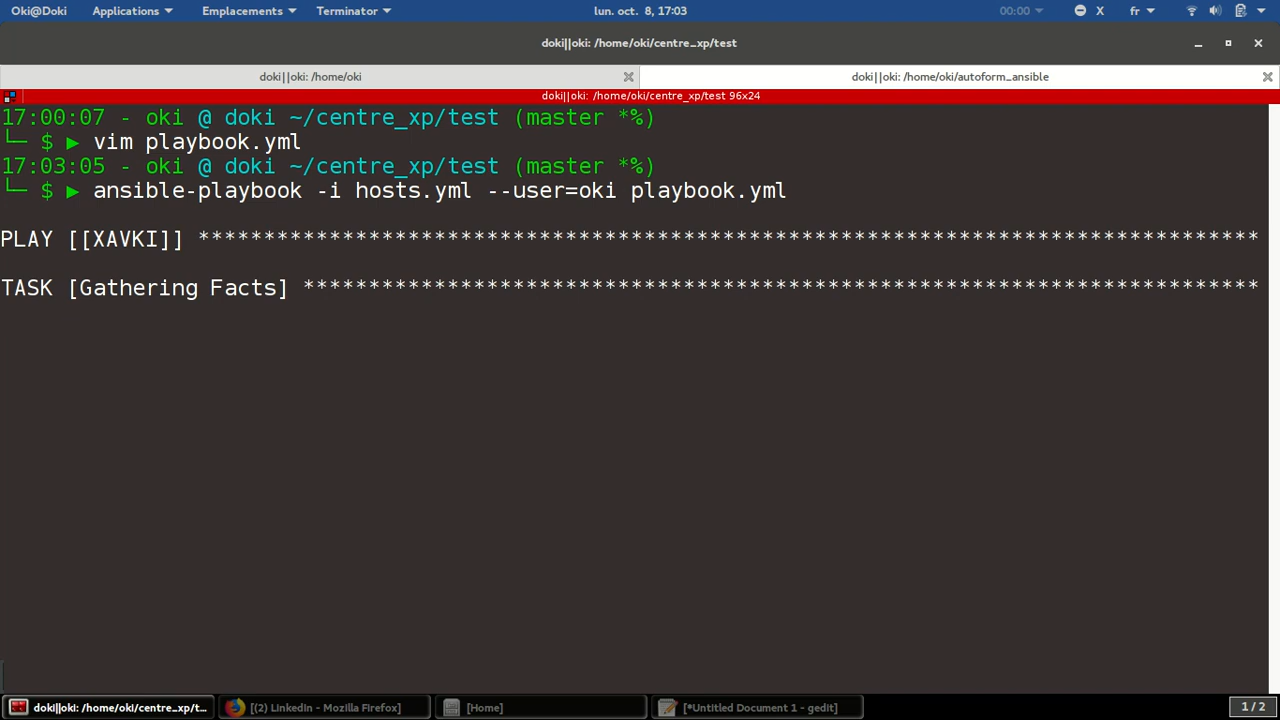 Oki@Doki Applications Emplacements Terminator lun. oct. 8, 17:03 00:00 X fr
doki||oki: /home/oki/centre_xp/test
doki||oki: /home/oki doki||oki: /home/oki/autoform_ansible
doki||oki: /home/oki/centre_xp/test 96x24
17:00:07 - oki @ doki ~/centre_xp/test (master *%)
└─ $ ▶ vim playbook.yml
17:03:05 - oki @ doki ~/centre_xp/test (master *%)
└─ $ ▶ ansible-playbook -i hosts.yml --user=oki playbook.yml
PLAY [[XAVKI]] *********************************************************************************
TASK [Gathering Facts] *************************************************************************
doki||oki: /home/oki/centre_xp/t... [(2) LinkedIn - Mozilla Firefox] [Home] [*Untitled Document 1 - gedit] 1 / 2